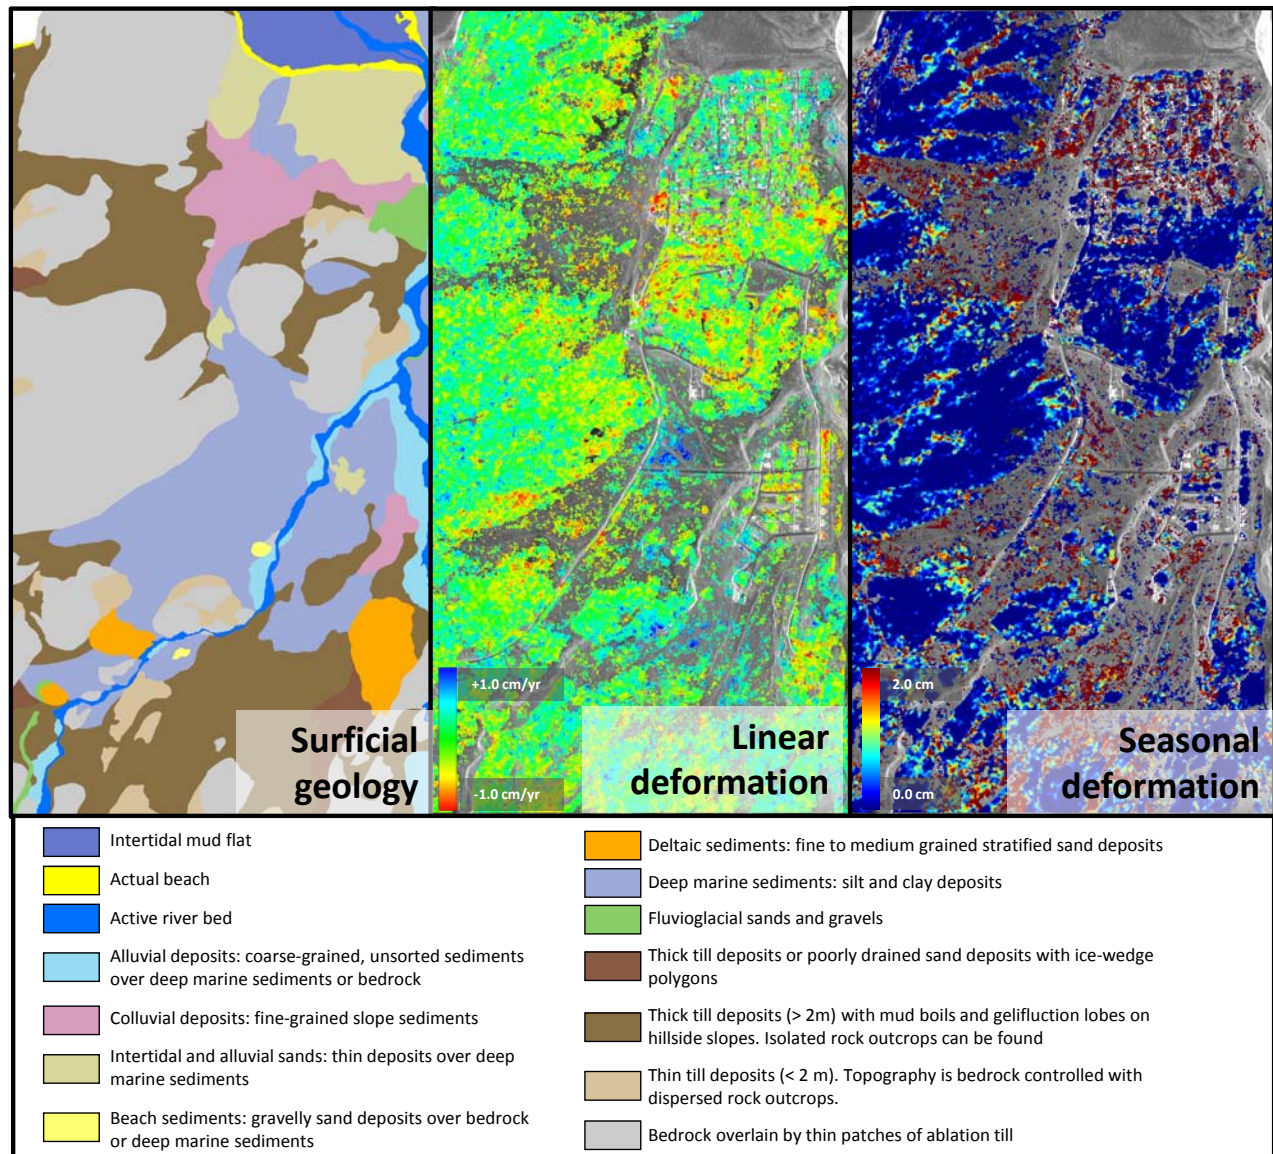 Surficial
geology
+1.0 cm/yr
-1.0 cm/yr
Linear
deformation
2.0 cm
0.0 cm
Seasonal
deformation
Intertidal mud flat
Actual beach
Active river bed
Alluvial deposits: coarse-grained, unsorted sediments
over deep marine sediments or bedrock
Colluvial deposits: fine-grained slope sediments
Intertidal and alluvial sands: thin deposits over deep
marine sediments
Beach sediments: gravelly sand deposits over bedrock
or deep marine sediments
Deltaic sediments: fine to medium grained stratified sand deposits
Deep marine sediments: silt and clay deposits
Fluvioglacial sands and gravels
Thick till deposits or poorly drained sand deposits with ice-wedge
polygons
Thick till deposits (> 2m) with mud boils and gelifluction lobes on
hillside slopes. Isolated rock outcrops can be found
Thin till deposits (< 2 m). Topography is bedrock controlled with
dispersed rock outcrops.
Bedrock overlain by thin patches of ablation till